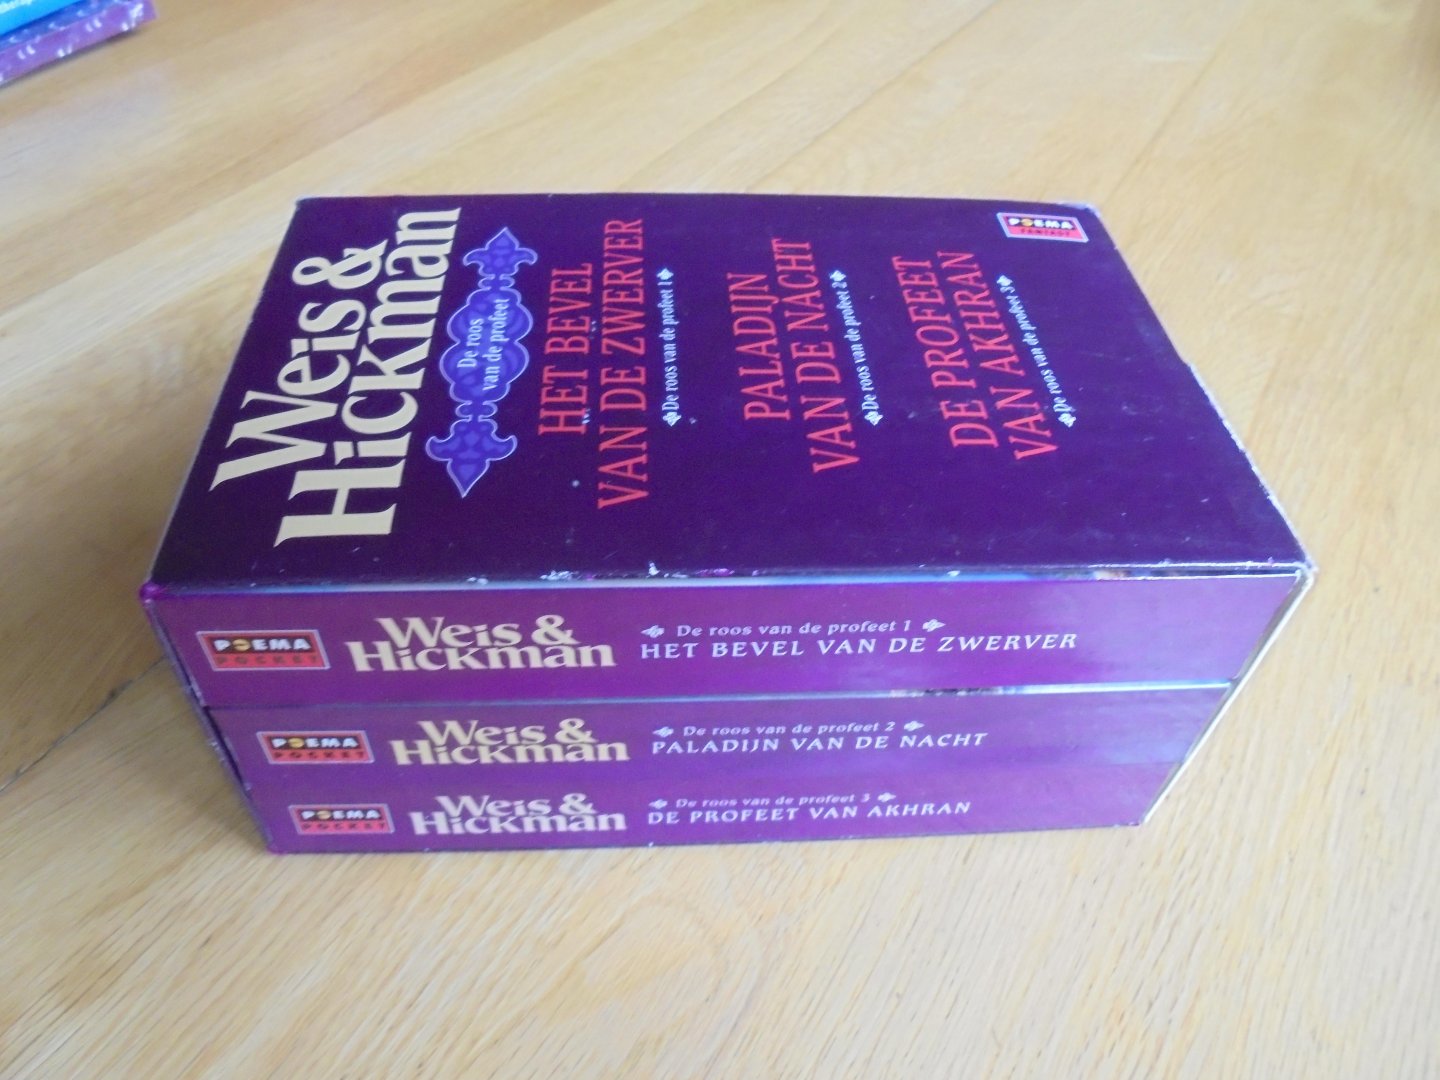 Weis &
Hickman
De roos
van de profeet
HET BEVEL
VAN DE ZWERVER
De roos van de profeet 1
PALADIJN
VAN DE NACHT
De roos van de profeet 2
DE PROFEET
VAN AKHRAN
De roos van de profeet 3
POEMA
FANTASY
POEMA
POCKET
Weis &
Hickman
De roos van de profeet 1
HET BEVEL VAN DE ZWERVER
POEMA
POCKET
Weis &
Hickman
De roos van de profeet 2
PALADIJN VAN DE NACHT
POEMA
POCKET
Weis &
Hickman
De roos van de profeet 3
DE PROFEET VAN AKHRAN